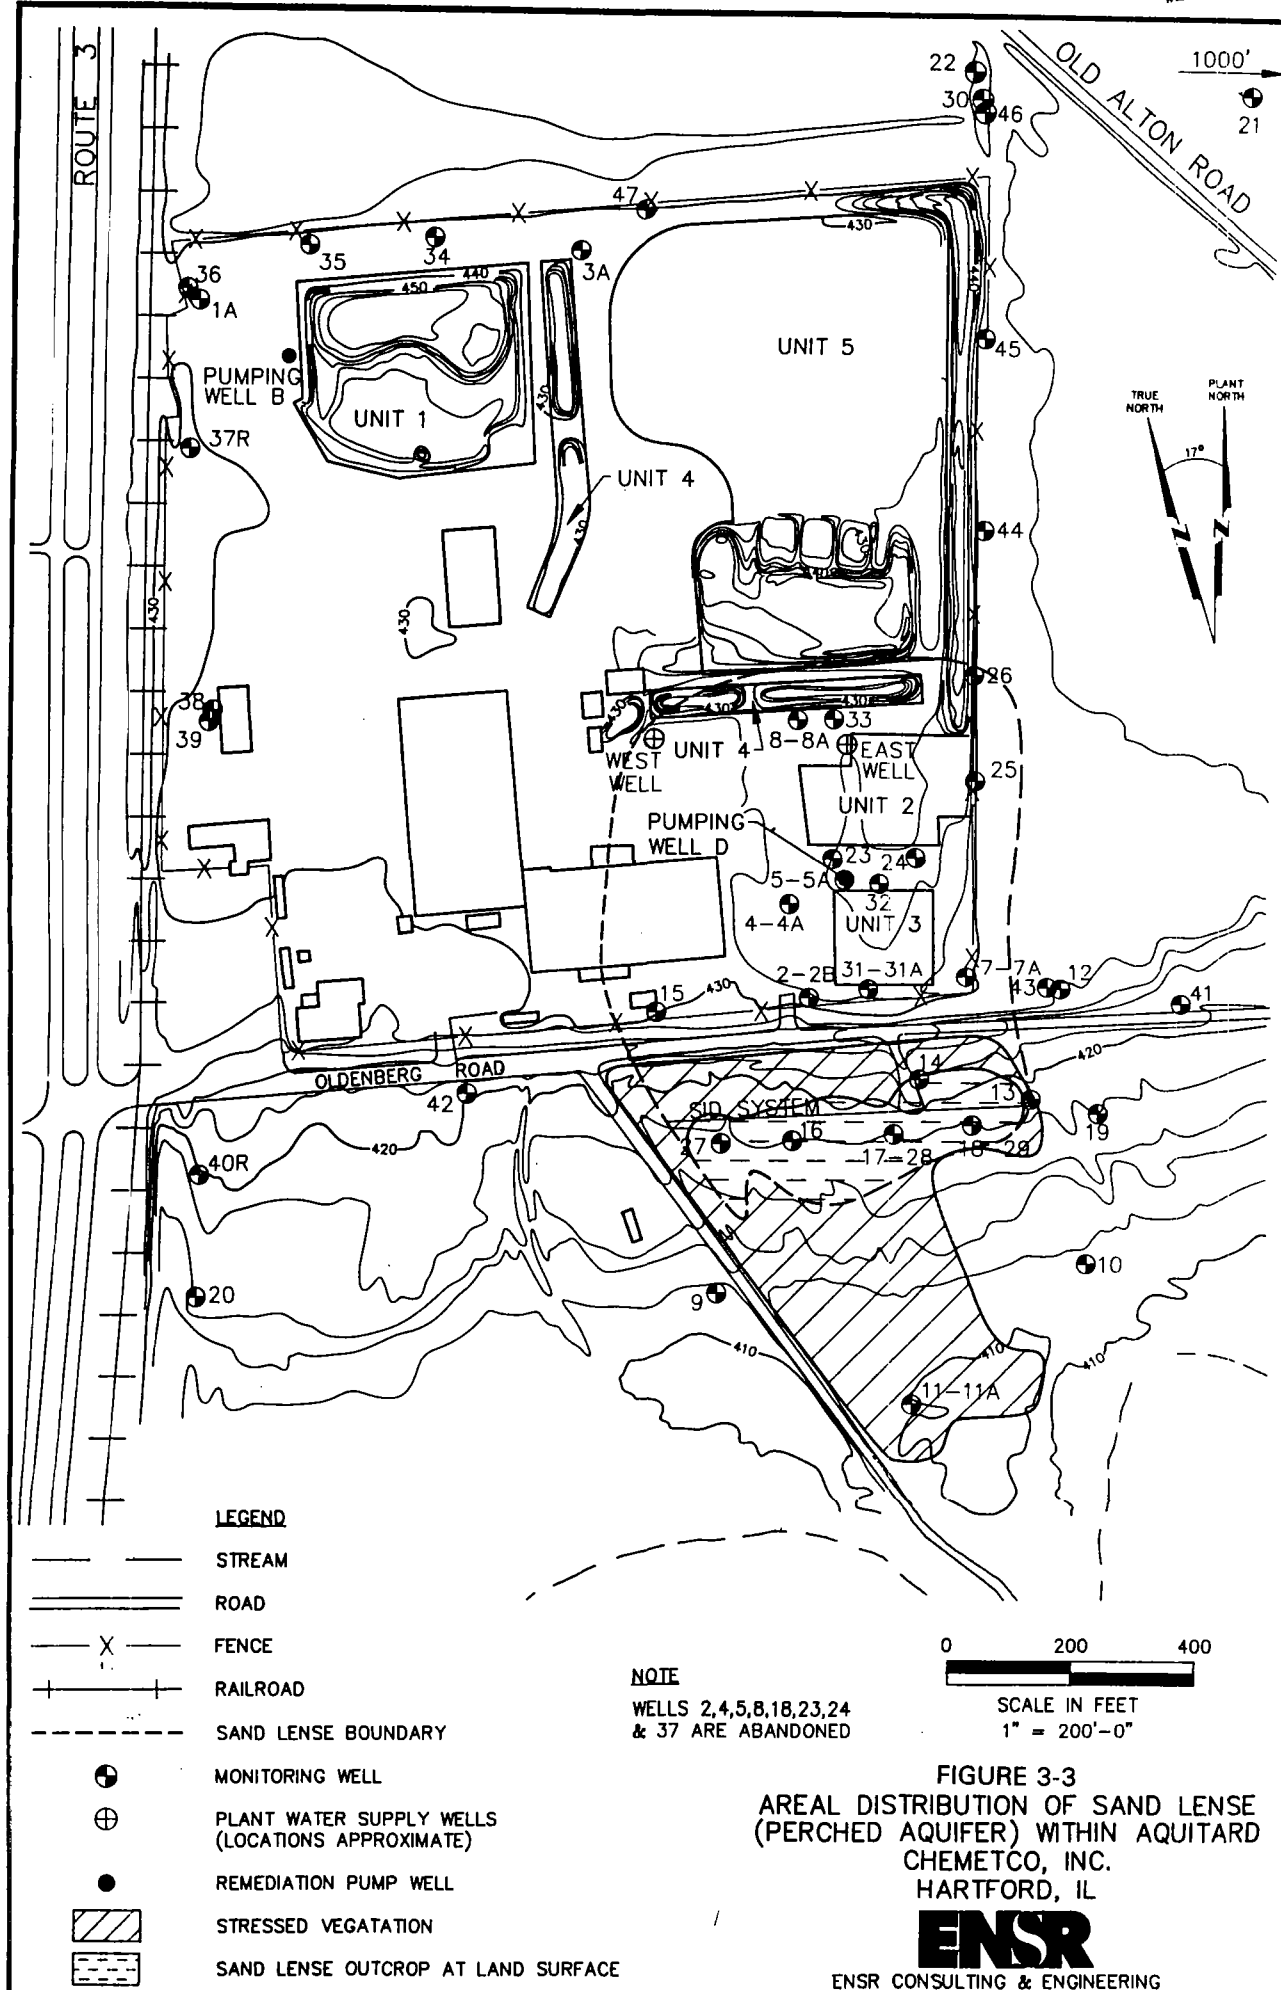 ROUTE 3
OLD ALTON ROAD
1000'
21
22
30
46
47
430
35
34
3A
440
36
1A
440
450
UNIT 5
45
PUMPING
WELL B
UNIT 1
430
TRUE
NORTH
PLANT
NORTH
17°
N
N
37R
UNIT 4
430
44
430
430
430
26
38
39
430
430
430
8-8A
33
WEST
WELL
UNIT 4
EAST
WELL
25
UNIT 2
PUMPING
WELL D
23
24
5-5A
32
4-4A
UNIT 3
2-2B
31-31A
7-7A
43
12
41
15
430
OLDENBERG ROAD
42
14
420
13
SID SYSTEM
19
27
16
17-28
18-29
40R
420
10
20
9
410
410
410
11-11A
LEGEND
STREAM
ROAD
X
FENCE
RAILROAD
SAND LENSE BOUNDARY
MONITORING WELL
PLANT WATER SUPPLY WELLS
(LOCATIONS APPROXIMATE)
REMEDIATION PUMP WELL
STRESSED VEGATATION
SAND LENSE OUTCROP AT LAND SURFACE
NOTE
WELLS 2,4,5,8,18,23,24
& 37 ARE ABANDONED
0 200 400
SCALE IN FEET
1" = 200'-0"
FIGURE 3-3
AREAL DISTRIBUTION OF SAND LENSE
(PERCHED AQUIFER) WITHIN AQUITARD
CHEMETCO, INC.
HARTFORD, IL
ENSR
ENSR CONSULTING & ENGINEERING